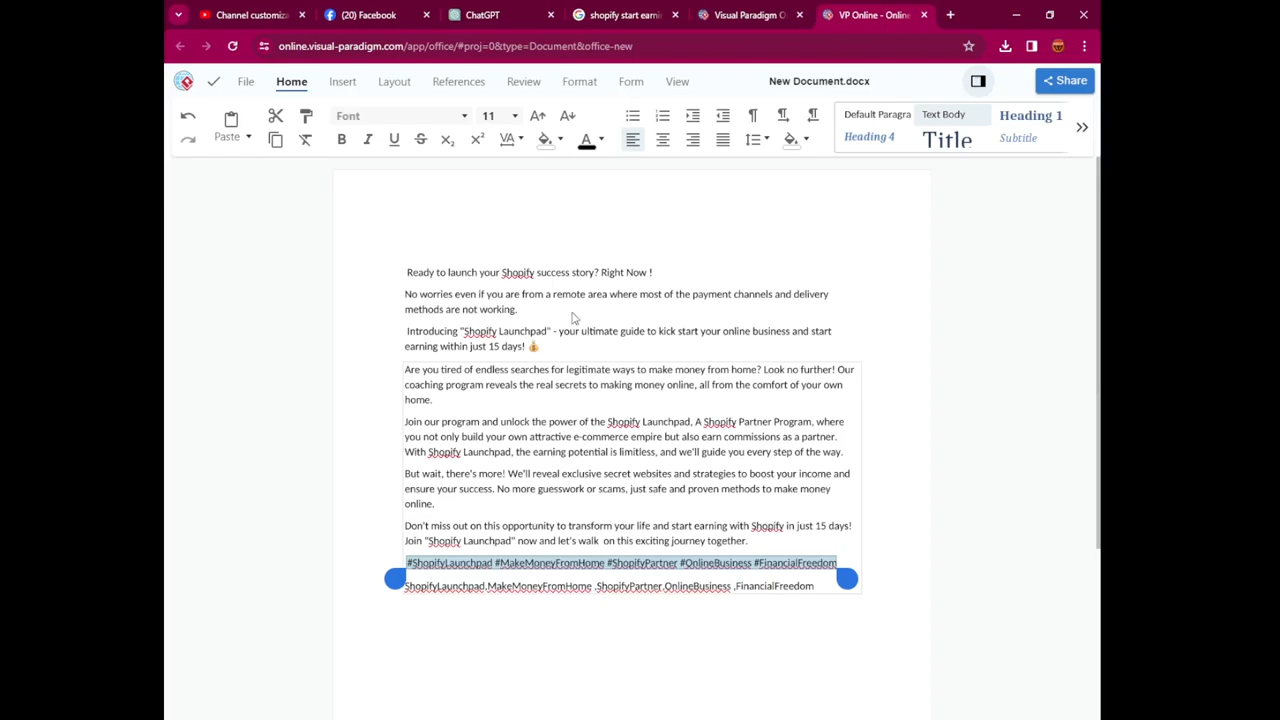 Channel customiza
(20) Facebook
ChatGPT
shopify start earni
Visual Paradigm O
VP Online - Online
online.visual-paradigm.com/app/office/#proj=0&type=Document&office-new
File Home Insert Layout References Review Format Form View
New Document.docx
Share
Paste
Font 11
Default Paragra
Text Body
Heading 1
Heading 4
Title
Subtitle
Ready to launch your Shopify success story? Right Now !
No worries even if you are from a remote area where most of the payment channels and delivery
methods are not working.
Introducing "Shopify Launchpad" - your ultimate guide to kick start your online business and start
earning within just 15 days! 💰
Are you tired of endless searches for legitimate ways to make money from home? Look no further! Our
coaching program reveals the real secrets to making money online, all from the comfort of your own
home.
Join our program and unlock the power of the Shopify Launchpad, A Shopify Partner Program, where
you not only build your own attractive e-commerce empire but also earn commissions as a partner.
With Shopify Launchpad, the earning potential is limitless, and we'll guide you every step of the way.
But wait, there's more! We'll reveal exclusive secret websites and strategies to boost your income and
ensure your success. No more guesswork or scams, just safe and proven methods to make money
online.
Don't miss out on this opportunity to transform your life and start earning with Shopify in just 15 days!
Join "Shopify Launchpad" now and let's walk  on this exciting journey together.
#ShopifyLaunchpad #MakeMoneyFromHome #ShopifyPartner #OnlineBusiness #FinancialFreedom
ShopifyLaunchpad,MakeMoneyFromHome ,ShopifyPartner,OnlineBusiness ,FinancialFreedom